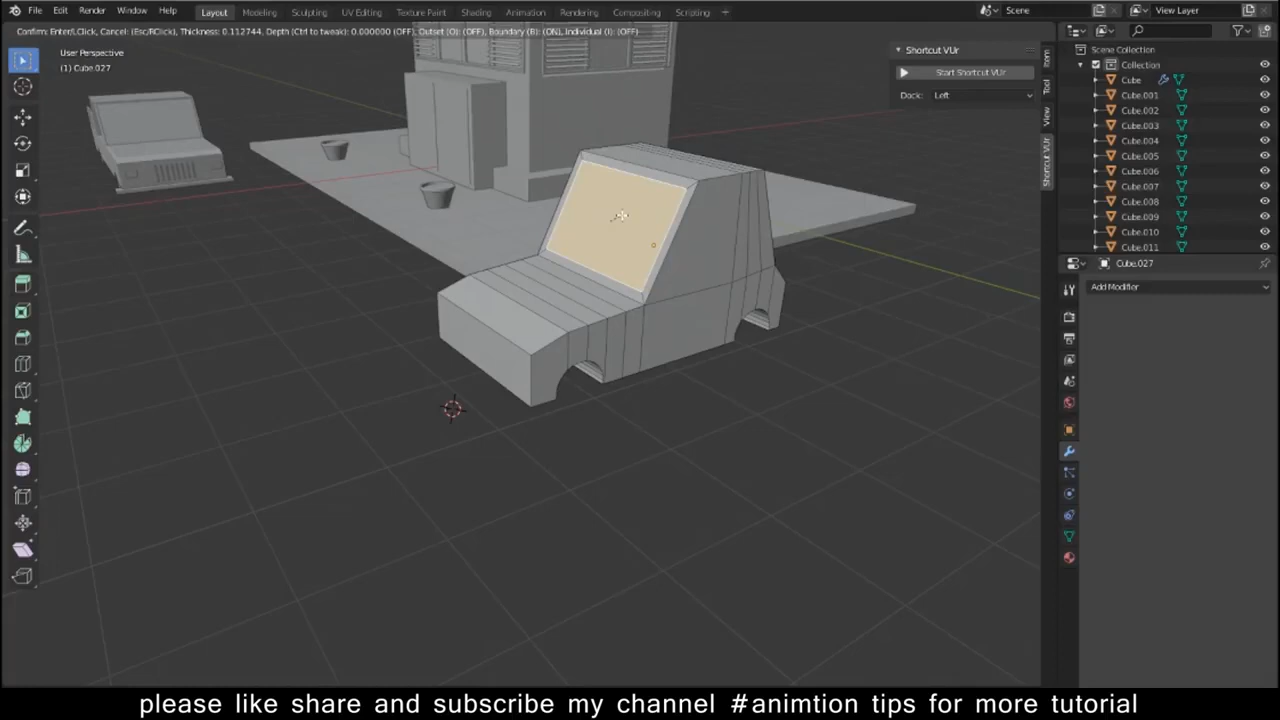 File Edit Render Window Help Layout Modeling Sculpting UV Editing Texture Paint Shading Animation Rendering Compositing Scripting + Scene View Layer
Confirm: Enter/LClick, Cancel: (Esc/RClick), Thickness: 0.112744, Depth (Ctrl to tweak): 0.000000 (OFF), Outset (O): (OFF), Boundary (B): (ON), Individual (I): (OFF)
User Perspective
(1) Cube.027
Shortcut VUr
Start Shortcut VUr
Dock: Left
Item
Tool
View
Shortcut VUr
Scene Collection
Collection
Cube
Cube.001
Cube.002
Cube.003
Cube.004
Cube.005
Cube.006
Cube.007
Cube.008
Cube.009
Cube.010
Cube.011
Cube.027
Add Modifier
please like share and subscribe my channel #animtion tips for more tutorial